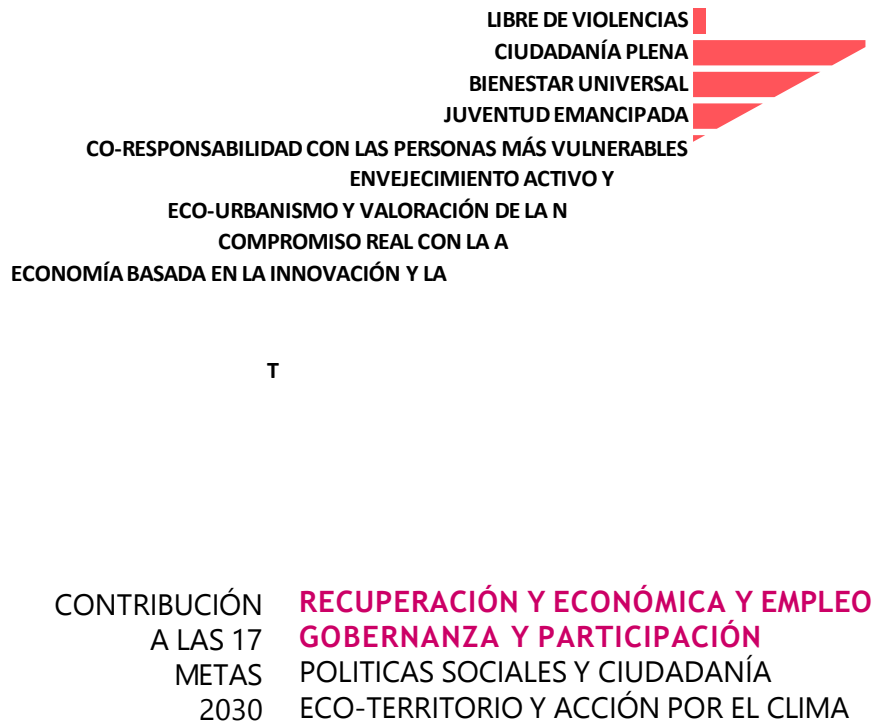 LIBRE DE VIOLENCIAS
CIUDADANÍA PLENA
BIENESTAR UNIVERSAL
JUVENTUD EMANCIPADA
CO-RESPONSABILIDAD CON LAS PERSONAS MÁS VULNERABLES
ENVEJECIMIENTO ACTIVO Y
ECO-URBANISMO Y VALORACIÓN DE LA N
COMPROMISO REAL CON LA A
ECONOMÍA BASADA EN LA INNOVACIÓN Y LA
T
CONTRIBUCIÓN
A LAS 17
METAS
2030
RECUPERACIÓN Y ECONÓMICA Y EMPLEO
GOBERNANZA Y PARTICIPACIÓN
POLITICAS SOCIALES Y CIUDADANÍA
ECO-TERRITORIO Y ACCIÓN POR EL CLIMA